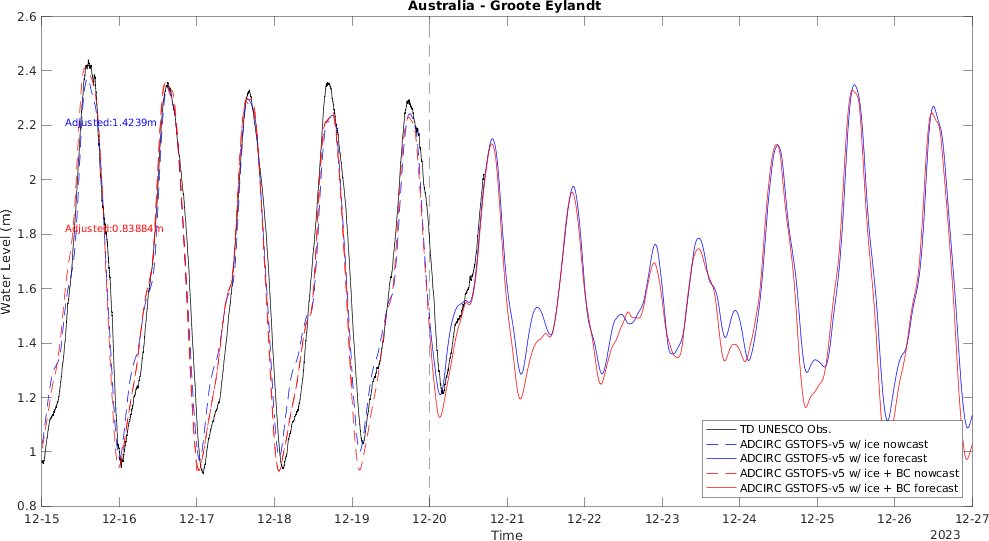 Australia - Groote Eylandt
2.6
2.4
2.2
2
1.8
1.6
1.4
1.2
1
0.8
Water Level (m)
Adjusted:1.4239m
Adjusted:0.83884m
TD UNESCO Obs.
ADCIRC GSTOFS-v5 w/ ice nowcast
ADCIRC GSTOFS-v5 w/ ice forecast
ADCIRC GSTOFS-v5 w/ ice + BC nowcast
ADCIRC GSTOFS-v5 w/ ice + BC forecast
12-15 12-16 12-17 12-18 12-19 12-20 12-21 12-22 12-23 12-24 12-25 12-26 12-27
Time
2023